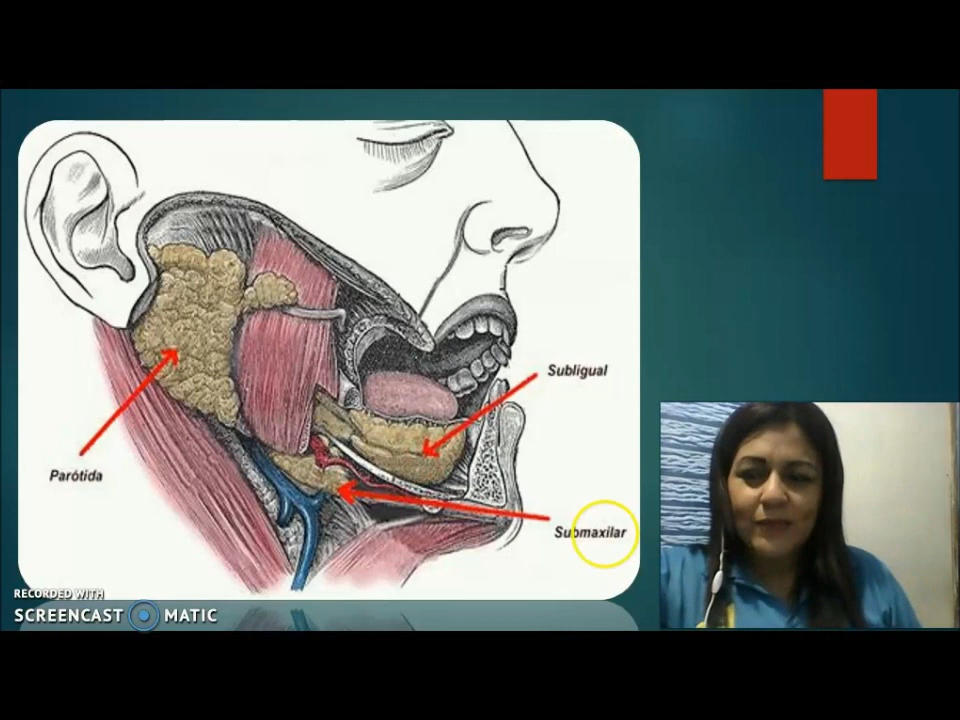 Subligual
Parótida
Submaxilar
RECORDED WITH
SCREENCAST MATIC